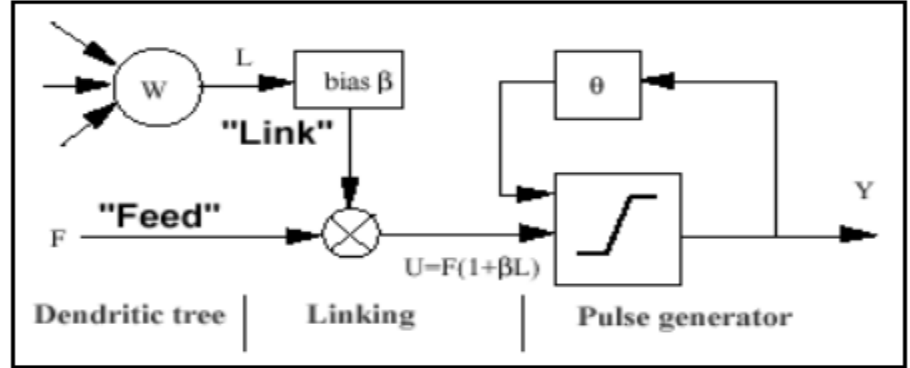 L
W
bias β
θ
"Link"
Y
"Feed"
F
U=F(1+βL)
Dendritic tree
Linking
Pulse generator